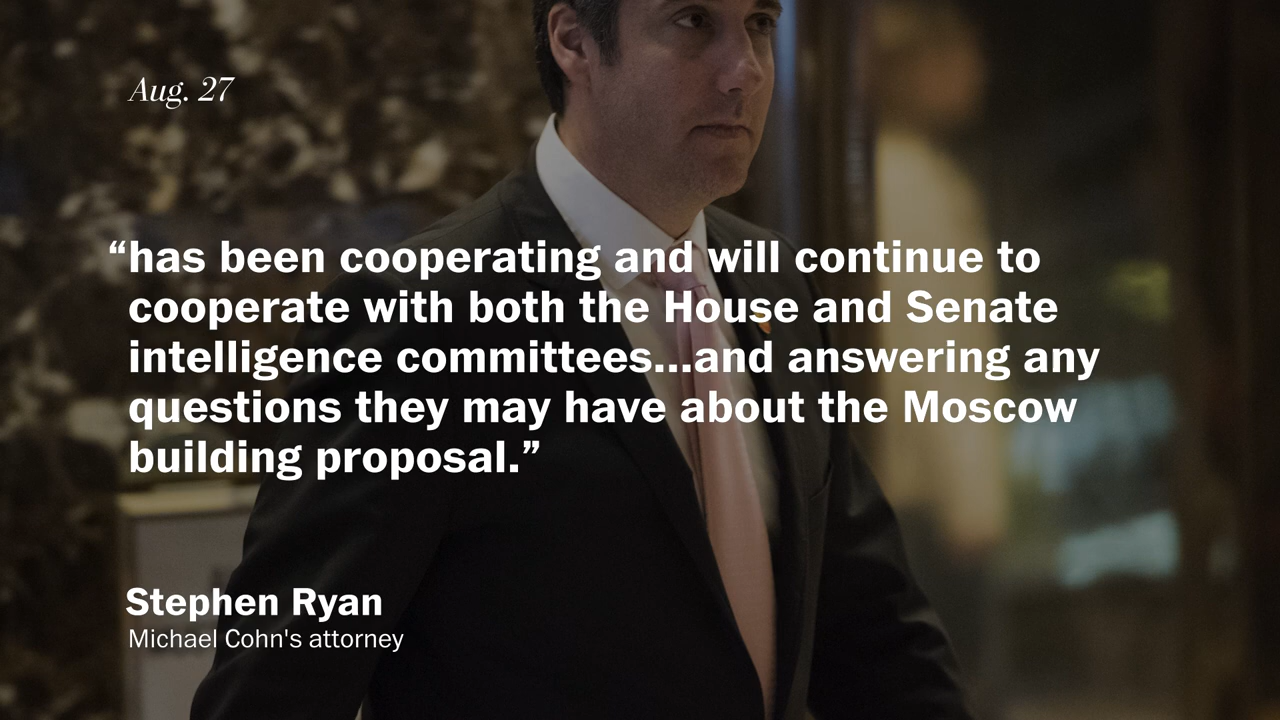 Aug. 27
“has been cooperating and will continue to
cooperate with both the House and Senate
intelligence committees...and answering any
questions they may have about the Moscow
building proposal.”
Stephen Ryan
Michael Cohn's attorney